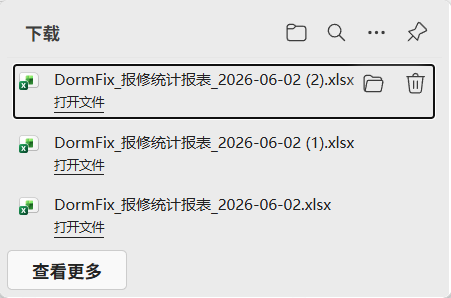 下载
DormFix_报修统计报表_2026-06-02 (2).xlsx
打开文件
DormFix_报修统计报表_2026-06-02 (1).xlsx
打开文件
DormFix_报修统计报表_2026-06-02.xlsx
打开文件
查看更多